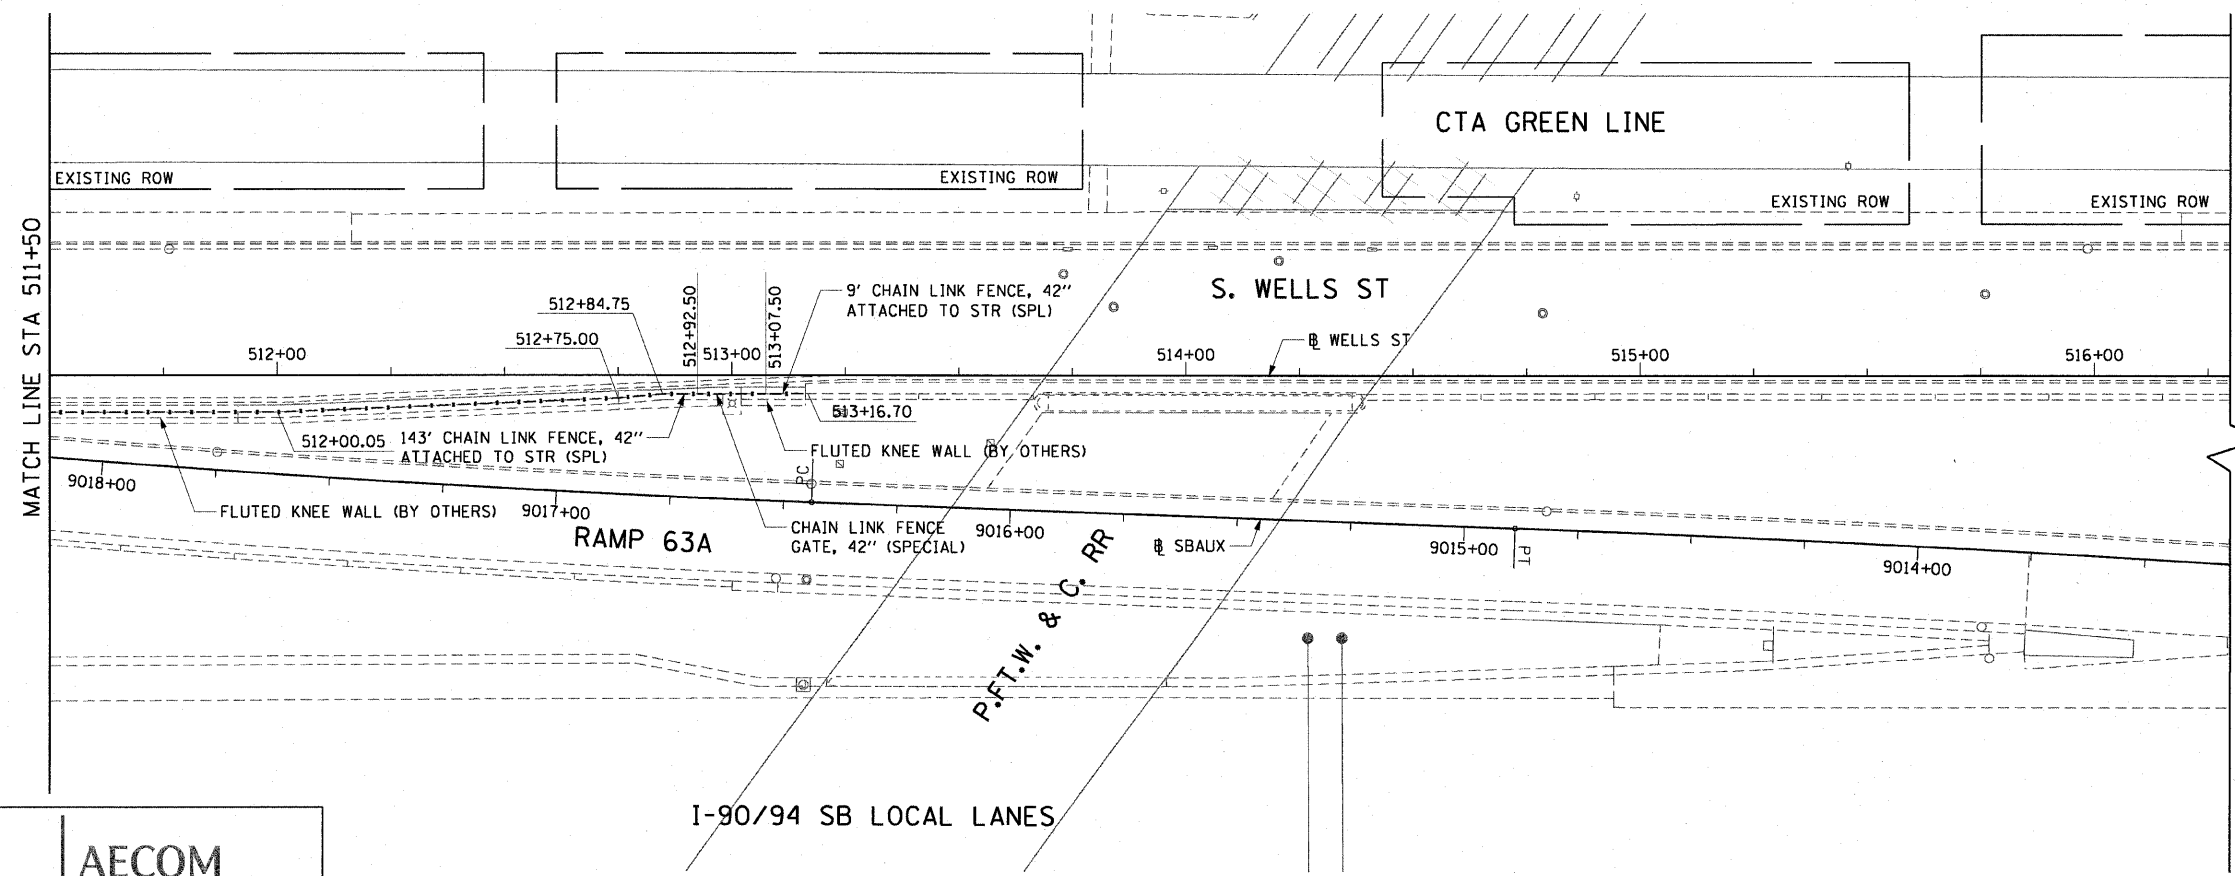 CTA GREEN LINE
EXISTING ROW
EXISTING ROW
EXISTING ROW
EXISTING ROW
MATCH LINE STA 511+50
S. WELLS ST
9' CHAIN LINK FENCE, 42"
ATTACHED TO STR (SPL)
512+84.75
512+75.00
512+92.50
513+07.50
℄ WELLS ST
512+00
513+00
514+00
515+00
516+00
513+16.70
512+00.05
143' CHAIN LINK FENCE, 42"
ATTACHED TO STR (SPL)
FLUTED KNEE WALL (BY OTHERS)
PC
9018+00
FLUTED KNEE WALL (BY OTHERS)
9017+00
RAMP 63A
CHAIN LINK FENCE
GATE, 42" (SPECIAL)
9016+00
P.FT.W. & C. RR
SBAUX
9015+00
PT
9014+00
I-90/94 SB LOCAL LANES
AECOM